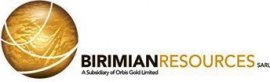 BIRIMIANRESOURCES SARL
A Subsidiary of Orbis Gold Limited